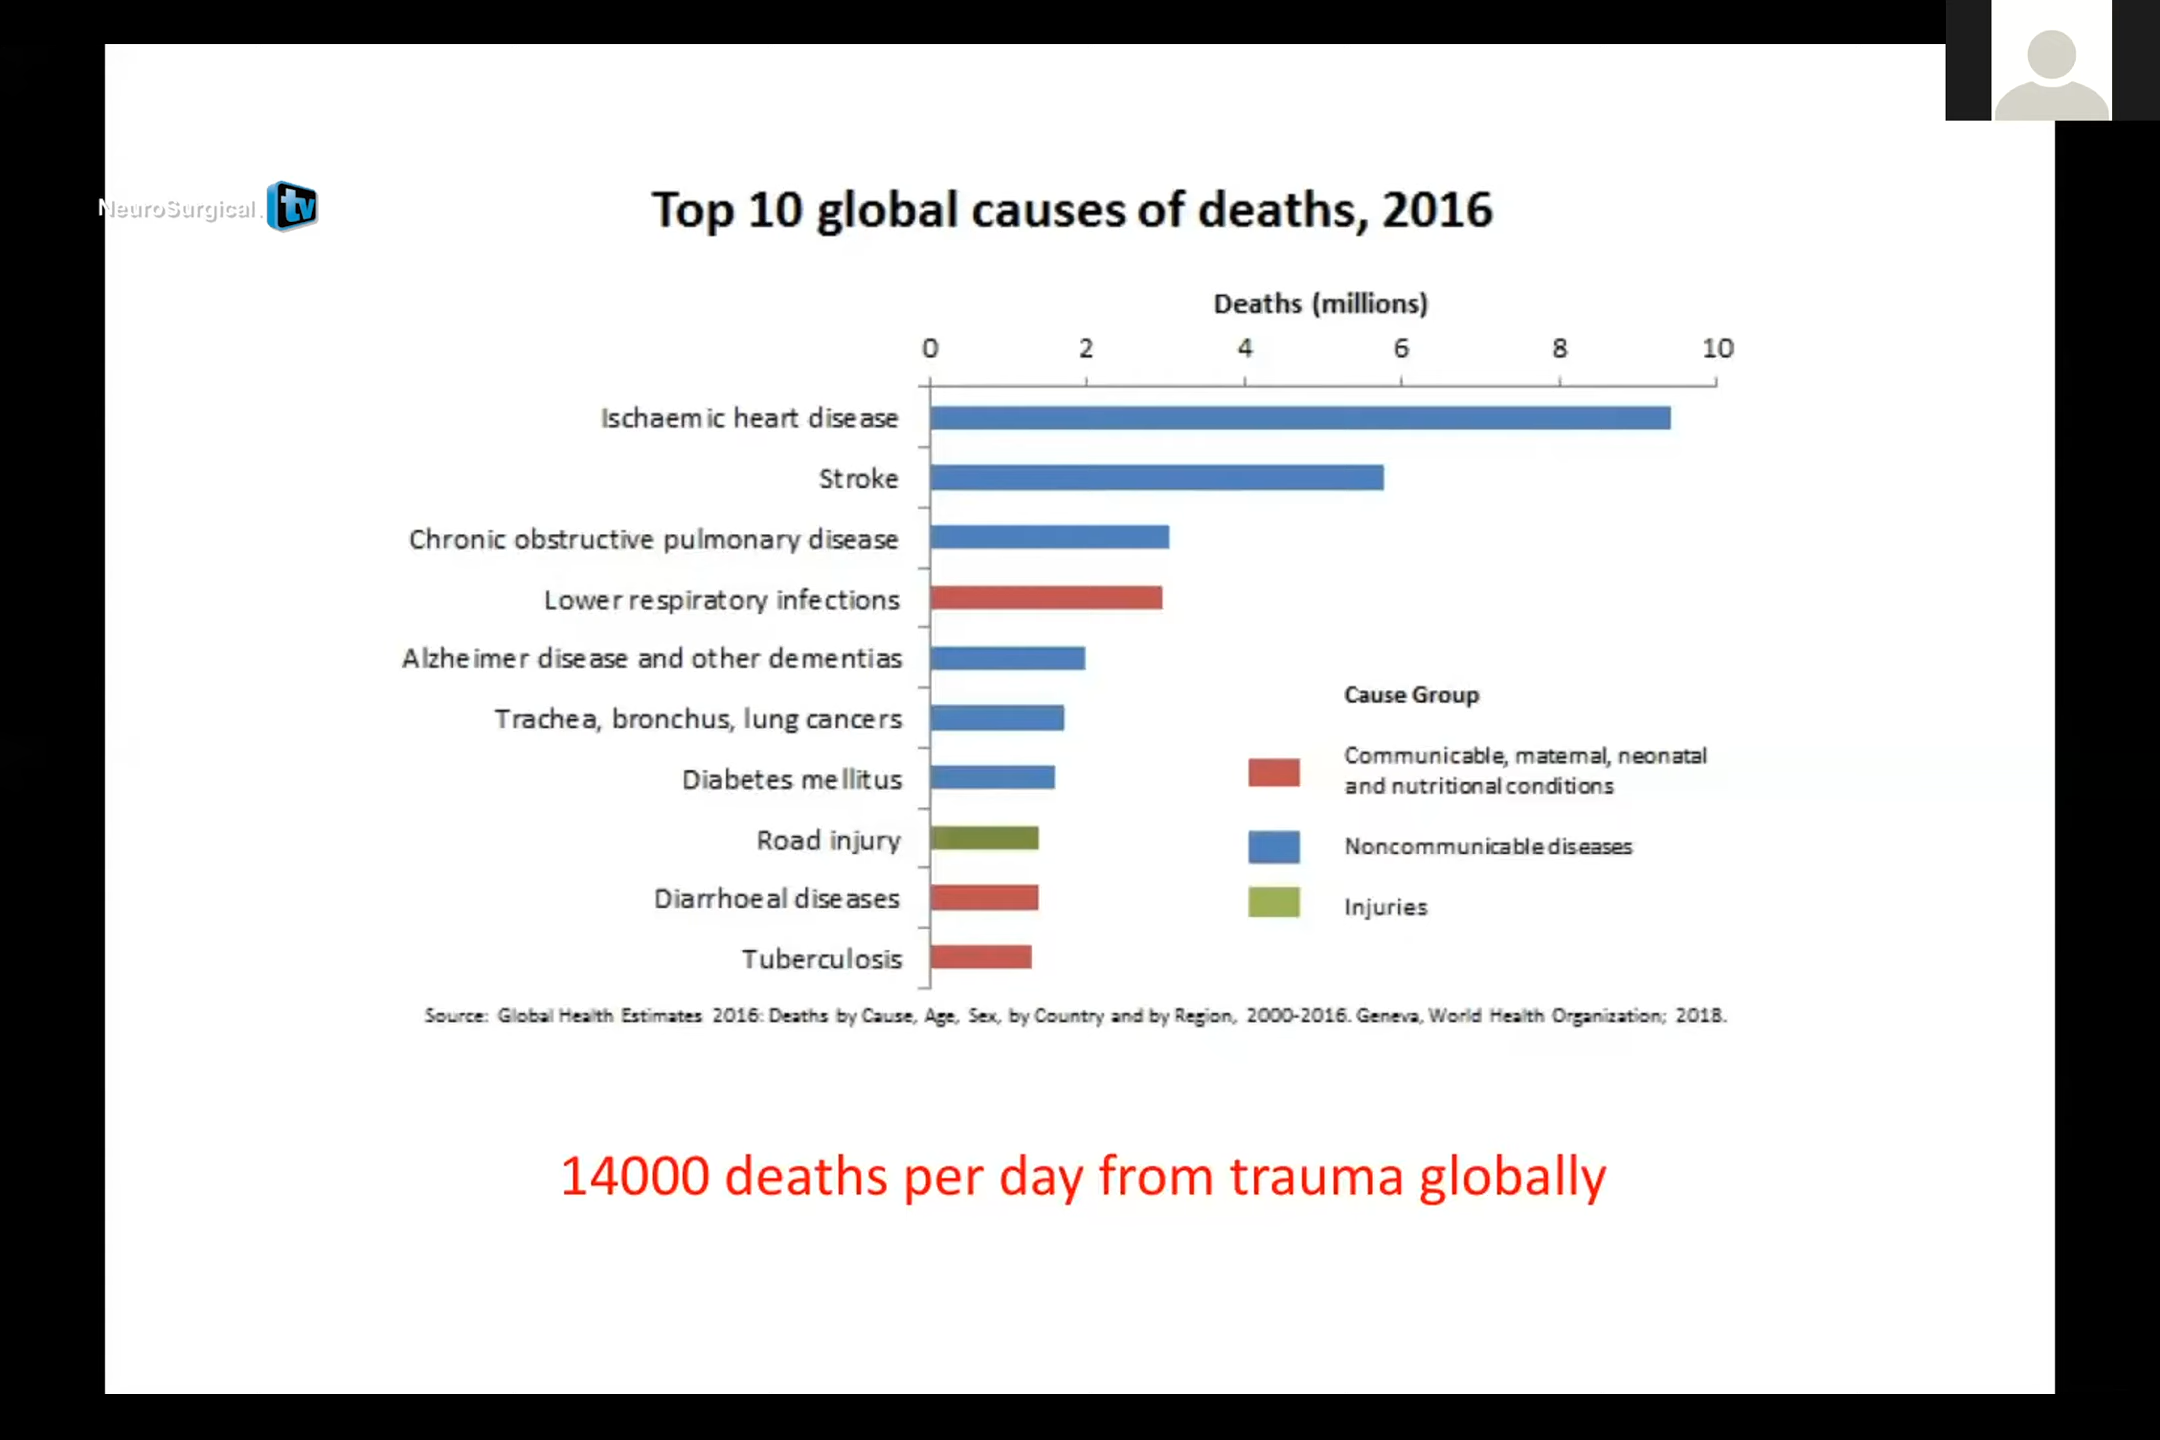 NeuroSurgical.tv
Top 10 global causes of deaths, 2016
Deaths (millions)
0 2 4 6 8 10
Ischaemic heart disease
Stroke
Chronic obstructive pulmonary disease
Lower respiratory infections
Alzheimer disease and other dementias
Trachea, bronchus, lung cancers
Diabetes mellitus
Road injury
Diarrhoeal diseases
Tuberculosis
Cause Group
Communicable, maternal, neonatal
and nutritional conditions
Noncommunicable diseases
Injuries
Source: Global Health Estimates 2016: Deaths by Cause, Age, Sex, by Country and by Region, 2000-2016. Geneva, World Health Organization; 2018.
14000 deaths per day from trauma globally